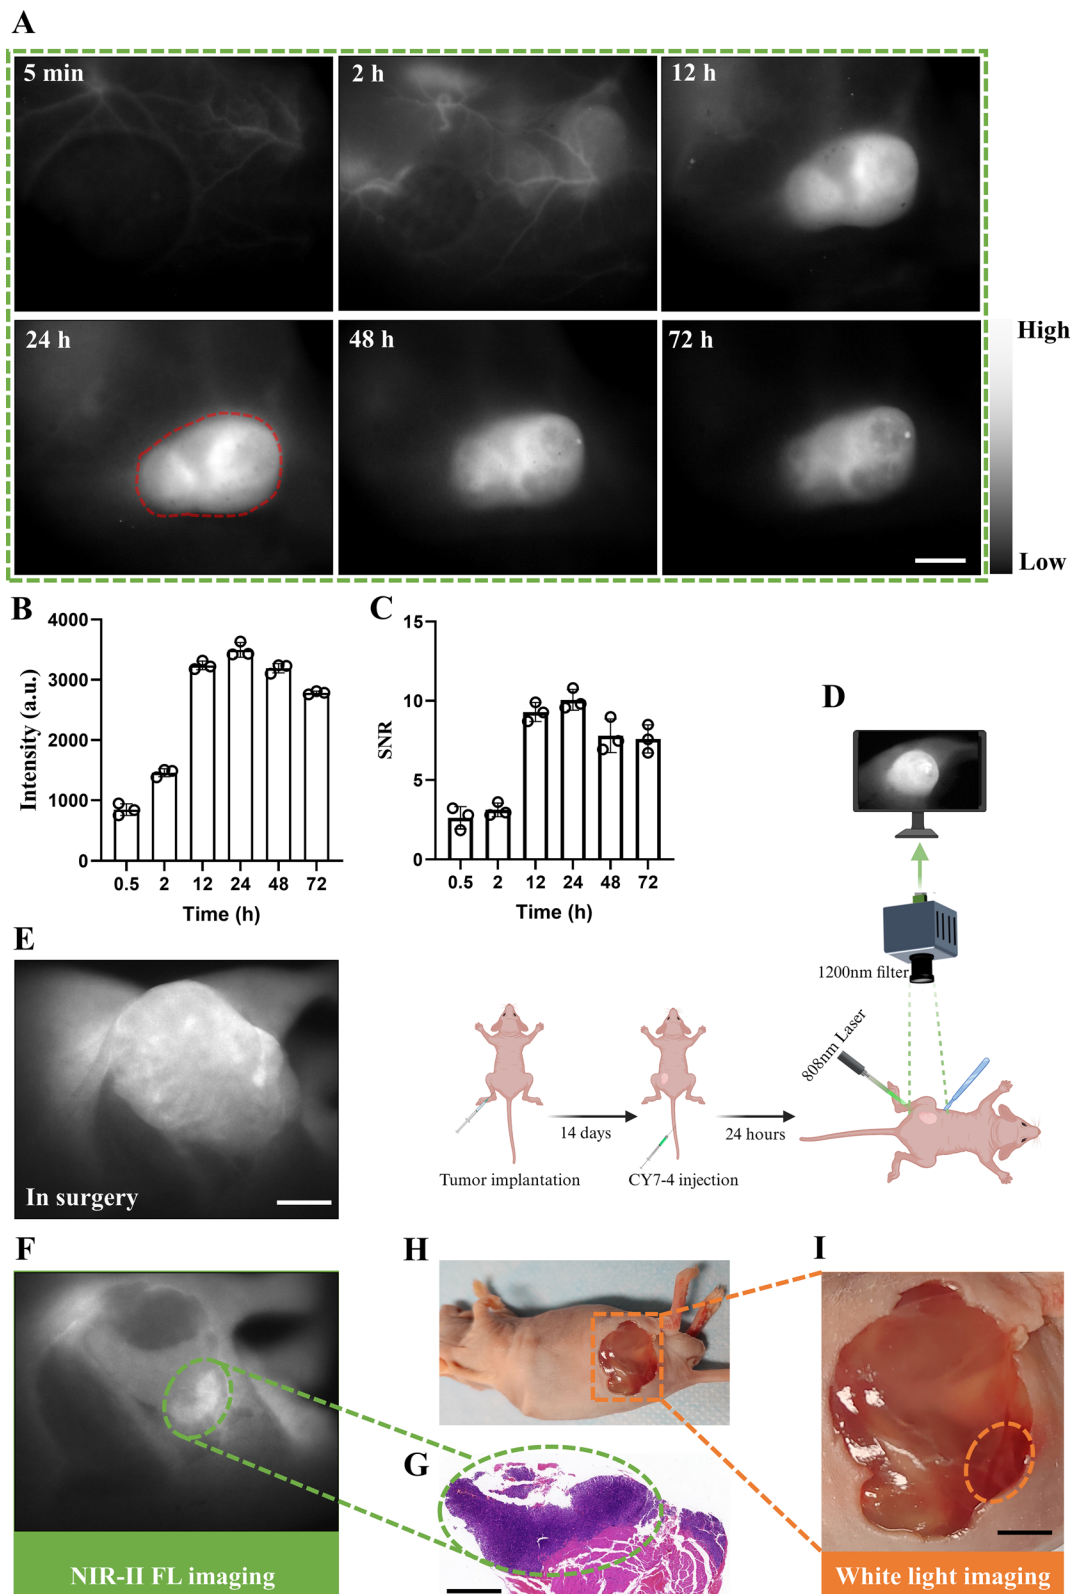 A
5 min
2 h
12 h
24 h
48 h
72 h
High
Low
B
4000
3000
2000
1000
0
Intensity (a.u.)
0.5 2 12 24 48 72
Time (h)
C
15
10
5
0
SNR
0.5 2 12 24 48 72
Time (h)
D
1200nm filter
808nm Laser
14 days
24 hours
Tumor implantation
CY7-4 injection
E
In surgery
F
NIR-II FL imaging
G
H
I
White light imaging